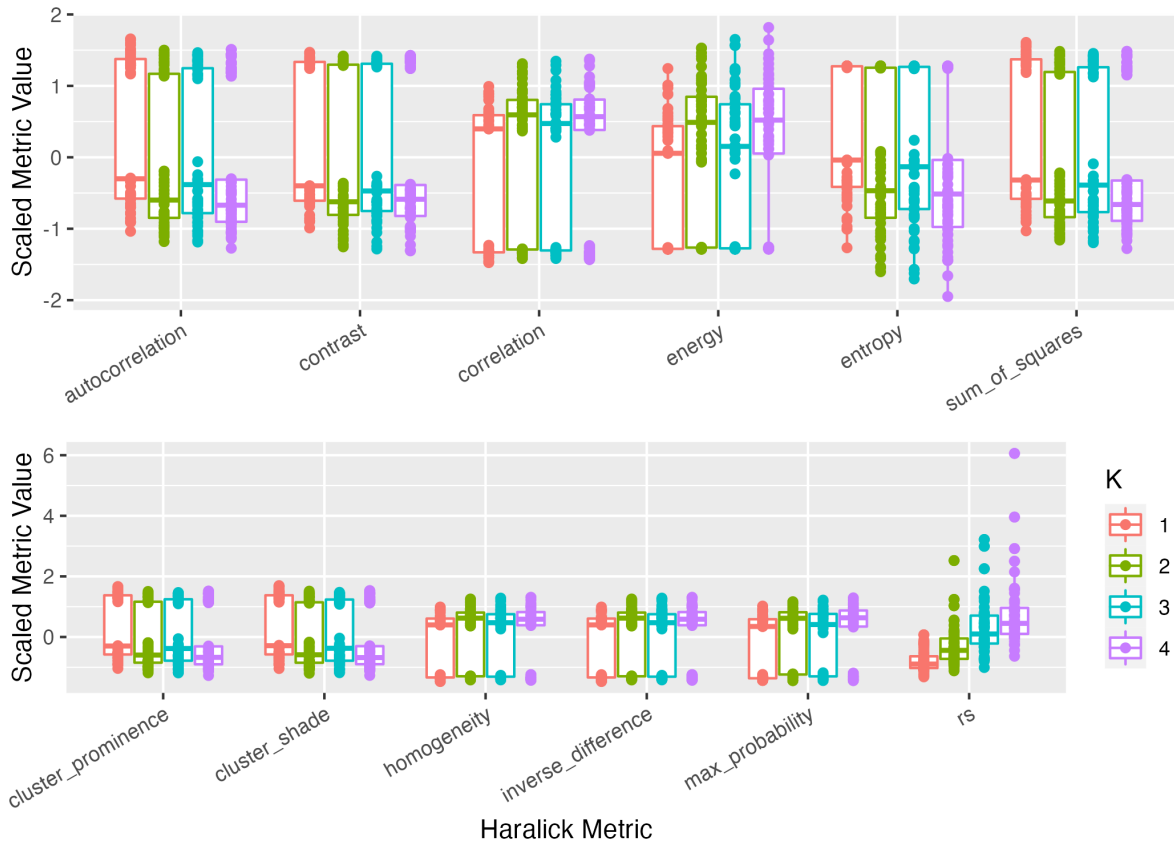 Scaled Metric Value
2
1
0
-1
-2
autocorrelation
contrast
correlation
energy
entropy
sum_of_squares
Scaled Metric Value
6
4
2
0
cluster_prominence
cluster_shade
homogeneity
inverse_difference
max_probability
rs
Haralick Metric
K
1
2
3
4